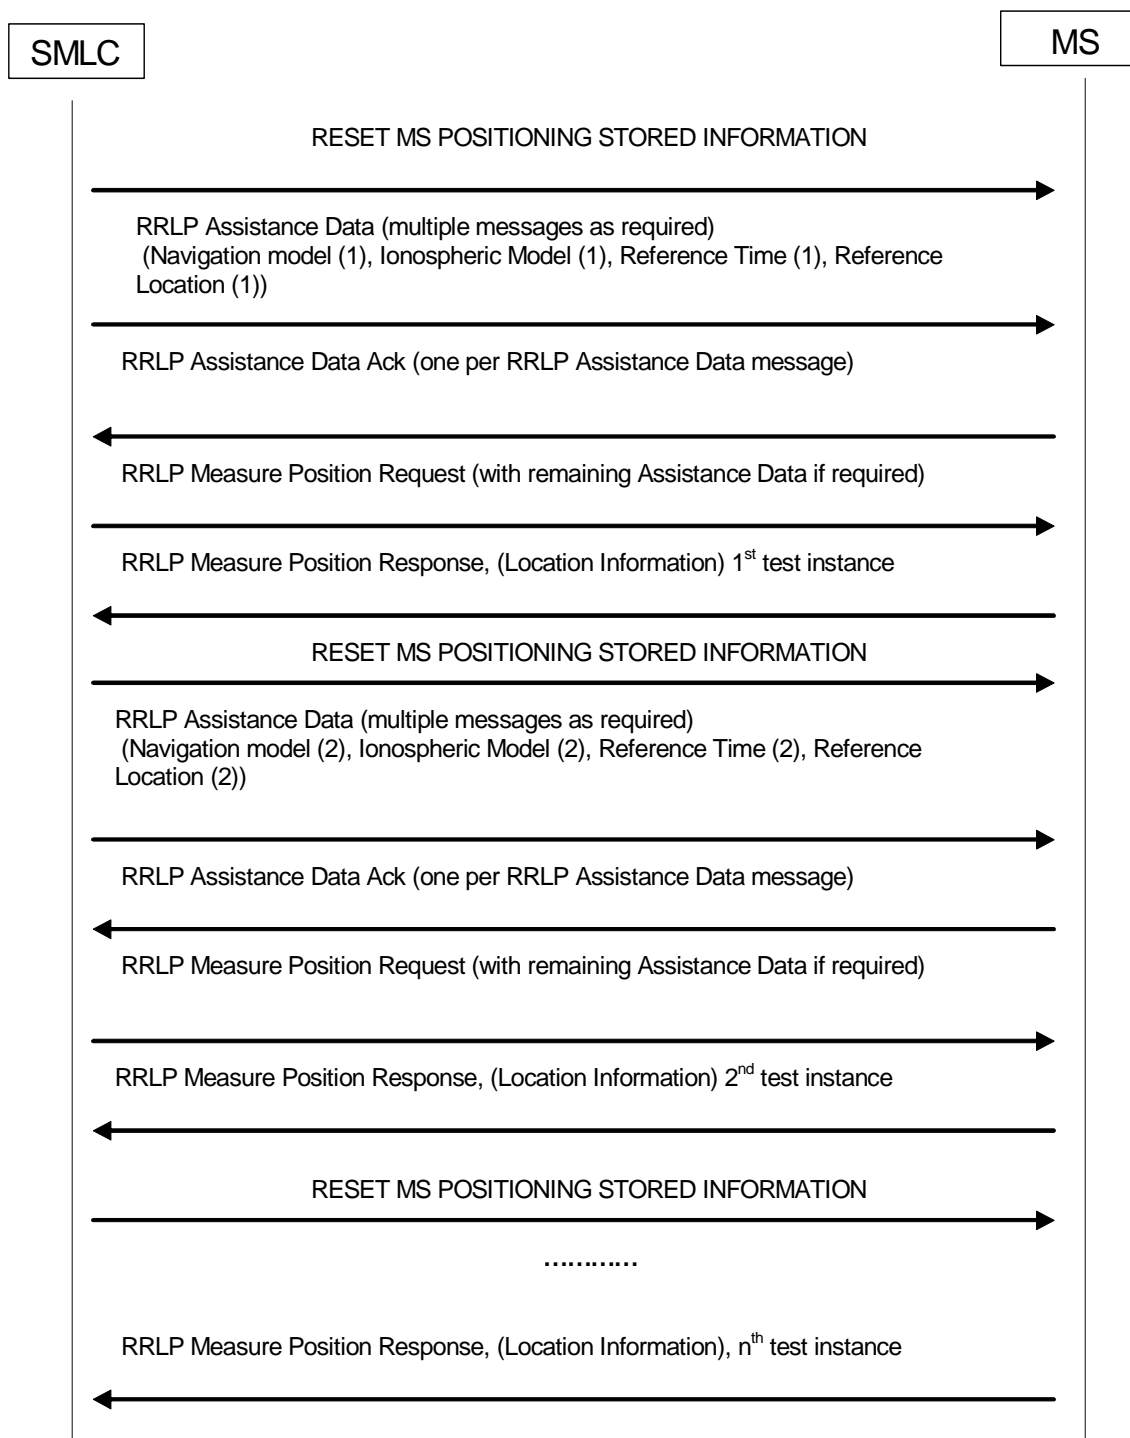 SMLC
MS
RESET MS POSITIONING STORED INFORMATION
RRLP Assistance Data (multiple messages as required)
(Navigation model (1), Ionospheric Model (1), Reference Time (1), Reference
Location (1))
RRLP Assistance Data Ack (one per RRLP Assistance Data message)
RRLP Measure Position Request (with remaining Assistance Data if required)
RRLP Measure Position Response, (Location Information) 1st test instance
RESET MS POSITIONING STORED INFORMATION
RRLP Assistance Data (multiple messages as required)
(Navigation model (2), Ionospheric Model (2), Reference Time (2), Reference
Location (2))
RRLP Assistance Data Ack (one per RRLP Assistance Data message)
RRLP Measure Position Request (with remaining Assistance Data if required)
RRLP Measure Position Response, (Location Information) 2nd test instance
RESET MS POSITIONING STORED INFORMATION
…………
RRLP Measure Position Response, (Location Information), nth test instance